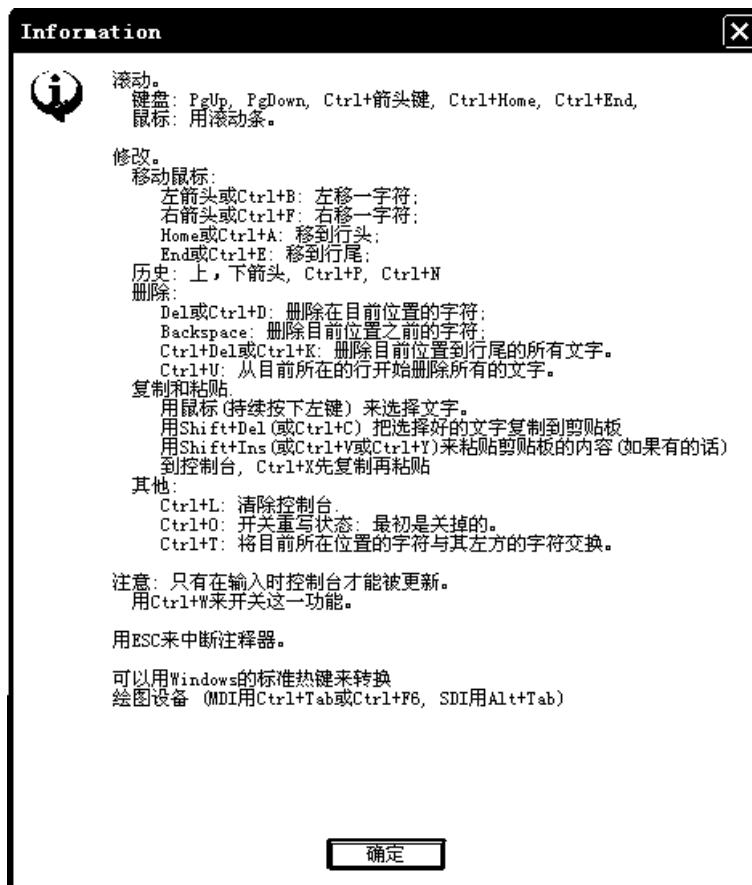 Information
滚动。
键盘: PgUp, PgDown, Ctrl+箭头键, Ctrl+Home, Ctrl+End,
鼠标: 用滚动条。
修改。
移动鼠标:
左箭头或Ctrl+B: 左移一字符;
右箭头或Ctrl+F: 右移一字符;
Home或Ctrl+A: 移到行头;
End或Ctrl+E: 移到行尾;
历史: 上，下箭头, Ctrl+P, Ctrl+N
删除:
Del或Ctrl+D: 删除在目前位置的字符;
Backspace: 删除目前位置之前的字符;
Ctrl+Del或Ctrl+K: 删除目前位置到行尾的所有文字。
Ctrl+U: 从目前所在的行开始删除所有的文字。
复制和粘贴.
用鼠标(持续按下左键) 来选择文字。
用Shift+Del(或Ctrl+C) 把选择好的文字复制到剪贴板
用Shift+Ins(或Ctrl+V或Ctrl+Y)来粘贴剪贴板的内容(如果有的话)
到控制台, Ctrl+X先复制再粘贴
其他:
Ctrl+L: 清除控制台.
Ctrl+O: 开关重写状态: 最初是关掉的。
Ctrl+T: 将目前所在位置的字符与其左方的字符交换。
注意: 只有在输入时控制台才能被更新。
用Ctrl+W来开关这一功能。
用ESC来中断注释器。
可以用Windows的标准热键来转换
绘图设备 (MDI用Ctrl+Tab或Ctrl+F6, SDI用Alt+Tab)
确定